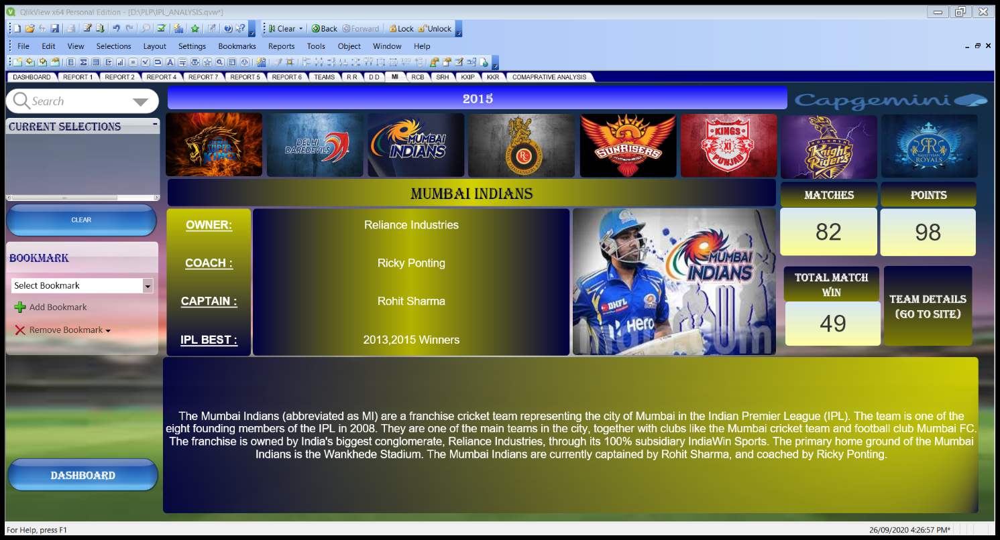 QlikView x64 Personal Edition - [D:\PLP\IPL_ANALYSIS.qvw*]
Clear Back Forward Lock Unlock
File Edit View Selections Layout Settings Bookmarks Reports Tools Object Window Help
DASHBOARD REPORT 1 REPORT 2 REPORT 4 REPORT 7 REPORT 5 REPORT 6 TEAMS R R D D MI RCB SRH KXIP KKR COMAPRATIVE ANALYSIS
Search
2015
Capgemini
CURRENT SELECTIONS
SUPER
KINGS
DELHI
DAREDEVILS
MUMBAI
INDIANS
RC
SUNRISERS
KINGS
XI
PUNJAB
KOLKATA
Knight
Riders
RR
RAJASTHAN
ROYALS
MUMBAI INDIANS
MATCHES
POINTS
82
98
CLEAR
OWNER: Reliance Industries
COACH : Ricky Ponting
CAPTAIN : Rohit Sharma
IPL BEST : 2013,2015 Winners
MUMBAI
INDIANS
DHFL
Hero
BOOKMARK
Select Bookmark
Add Bookmark
Remove Bookmark
TOTAL MATCH
WIN
49
TEAM DETAILS
(GO TO SITE)
The Mumbai Indians (abbreviated as MI) are a franchise cricket team representing the city of Mumbai in the Indian Premier League (IPL). The team is one of the
eight founding members of the IPL in 2008. They are one of the main teams in the city, together with clubs like the Mumbai cricket team and football club Mumbai FC.
The franchise is owned by India's biggest conglomerate, Reliance Industries, through its 100% subsidiary IndiaWin Sports. The primary home ground of the Mumbai
Indians is the Wankhede Stadium. The Mumbai Indians are currently captained by Rohit Sharma, and coached by Ricky Ponting.
DASHBOARD
For Help, press F1
26/09/2020 4:26:57 PM*